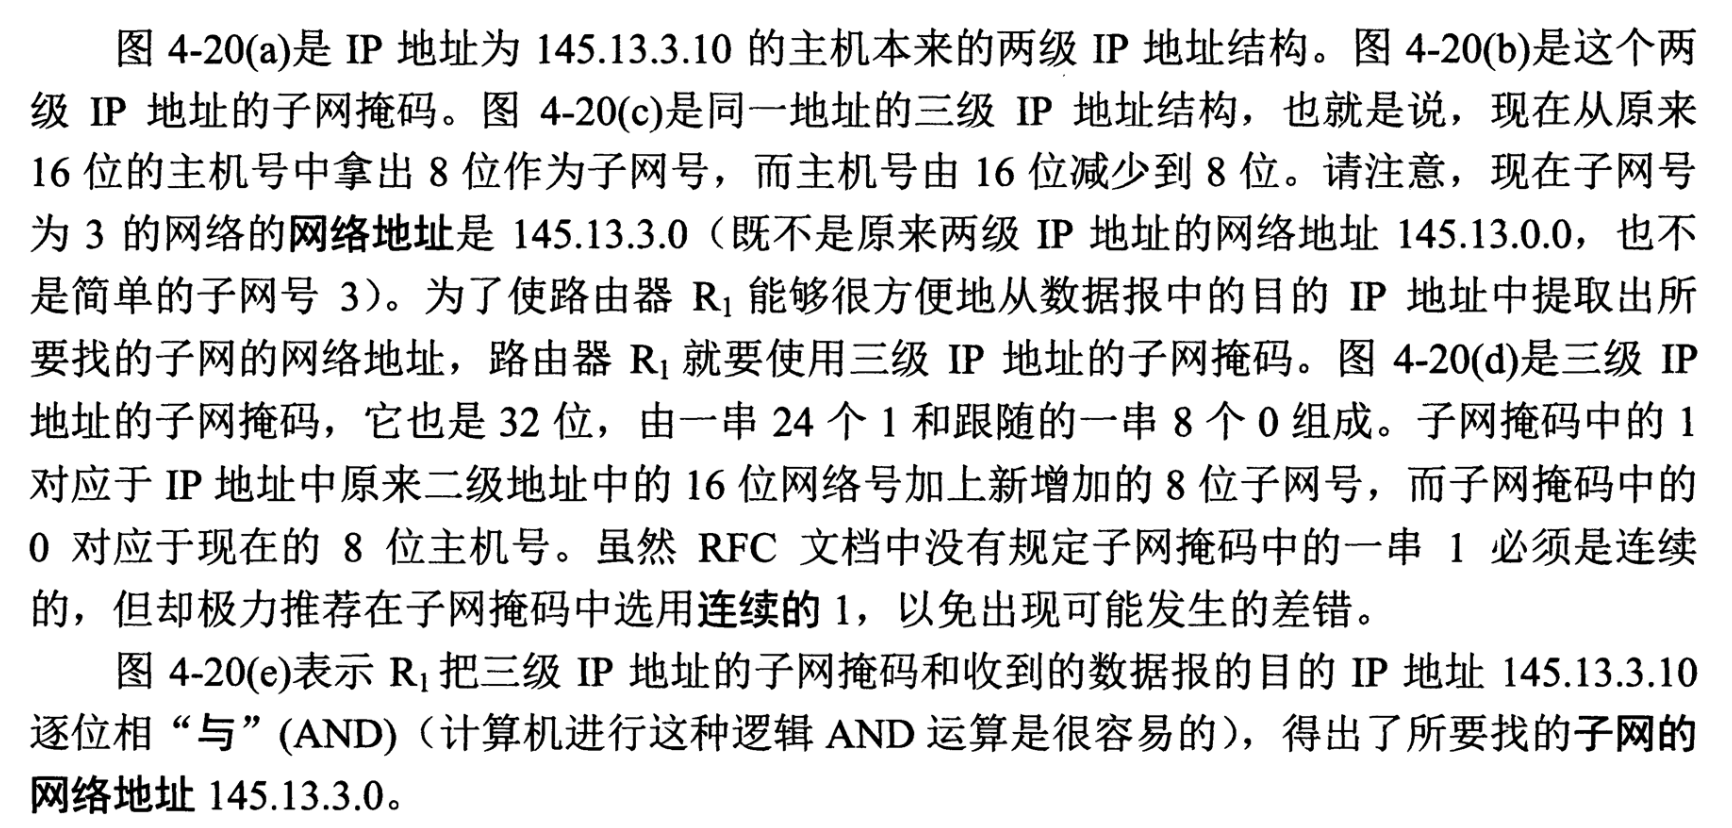 图 4-20(a)是 IP 地址为 145.13.3.10 的主机本来的两级 IP 地址结构。图 4-20(b)是这个两
级 IP 地址的子网掩码。图 4-20(c)是同一地址的三级 IP 地址结构，也就是说，现在从原来
16 位的主机号中拿出 8 位作为子网号，而主机号由 16 位减少到 8 位。请注意，现在子网号
为 3 的网络的网络地址是 145.13.3.0（既不是原来两级 IP 地址的网络地址 145.13.0.0，也不
是简单的子网号 3）。为了使路由器 R₁ 能够很方便地从数据报中的目的 IP 地址中提取出所
要找的子网的网络地址，路由器 R₁ 就要使用三级 IP 地址的子网掩码。图 4-20(d)是三级 IP
地址的子网掩码，它也是 32 位，由一串 24 个 1 和跟随的一串 8 个 0 组成。子网掩码中的 1
对应于 IP 地址中原来二级地址中的 16 位网络号加上新增加的 8 位子网号，而子网掩码中的
0 对应于现在的 8 位主机号。虽然 RFC 文档中没有规定子网掩码中的一串 1 必须是连续
的，但却极力推荐在子网掩码中选用连续的 1，以免出现可能发生的差错。
图 4-20(e)表示 R₁ 把三级 IP 地址的子网掩码和收到的数据报的目的 IP 地址 145.13.3.10
逐位相“与”(AND)（计算机进行这种逻辑 AND 运算是很容易的），得出了所要找的子网的
网络地址 145.13.3.0。